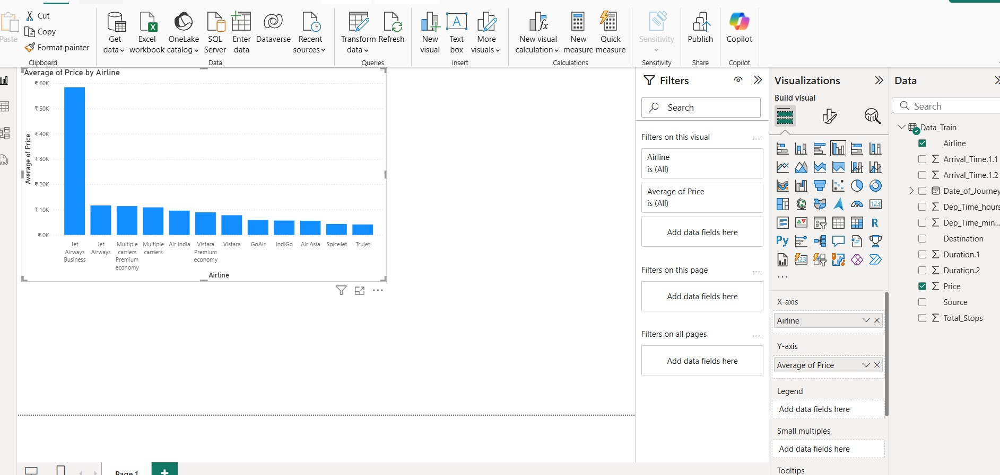 Cut
Copy
Format painter
Paste
Clipboard
Get data
Excel workbook
OneLake catalog
SQL Server
Enter data
Dataverse
Recent sources
Data
Transform data
Refresh
Queries
New visual
Text box
More visuals
Insert
New visual calculation
New measure
Quick measure
Calculations
Sensitivity
Sensitivity
Publish
Share
Copilot
Copilot
Average of Price by Airline
Average of Price
₹ 60K
₹ 50K
₹ 40K
₹ 30K
₹ 20K
₹ 10K
₹ 0K
Jet Airways Business
Jet Airways
Multiple carriers Premium economy
Multiple carriers
Air India
Vistara Premium economy
Vistara
GoAir
IndiGo
Air Asia
SpiceJet
Trujet
Airline
Page 1
Filters
Search
Filters on this visual
...
Airline
is (All)
Average of Price
is (All)
Add data fields here
Filters on this page
...
Add data fields here
Filters on all pages
...
Add data fields here
Visualizations
Build visual
123
R
Py
123
...
X-axis
Airline
Y-axis
Average of Price
Legend
Add data fields here
Small multiples
Add data fields here
Tooltips
Data
Search
Data_Train
Airline
Σ Arrival_Time.1.1
Σ Arrival_Time.1.2
Date_of_Journey
Σ Dep_Time_hours
Σ Dep_Time_min...
Destination
Σ Duration.1
Σ Duration.2
Σ Price
Source
Σ Total_Stops